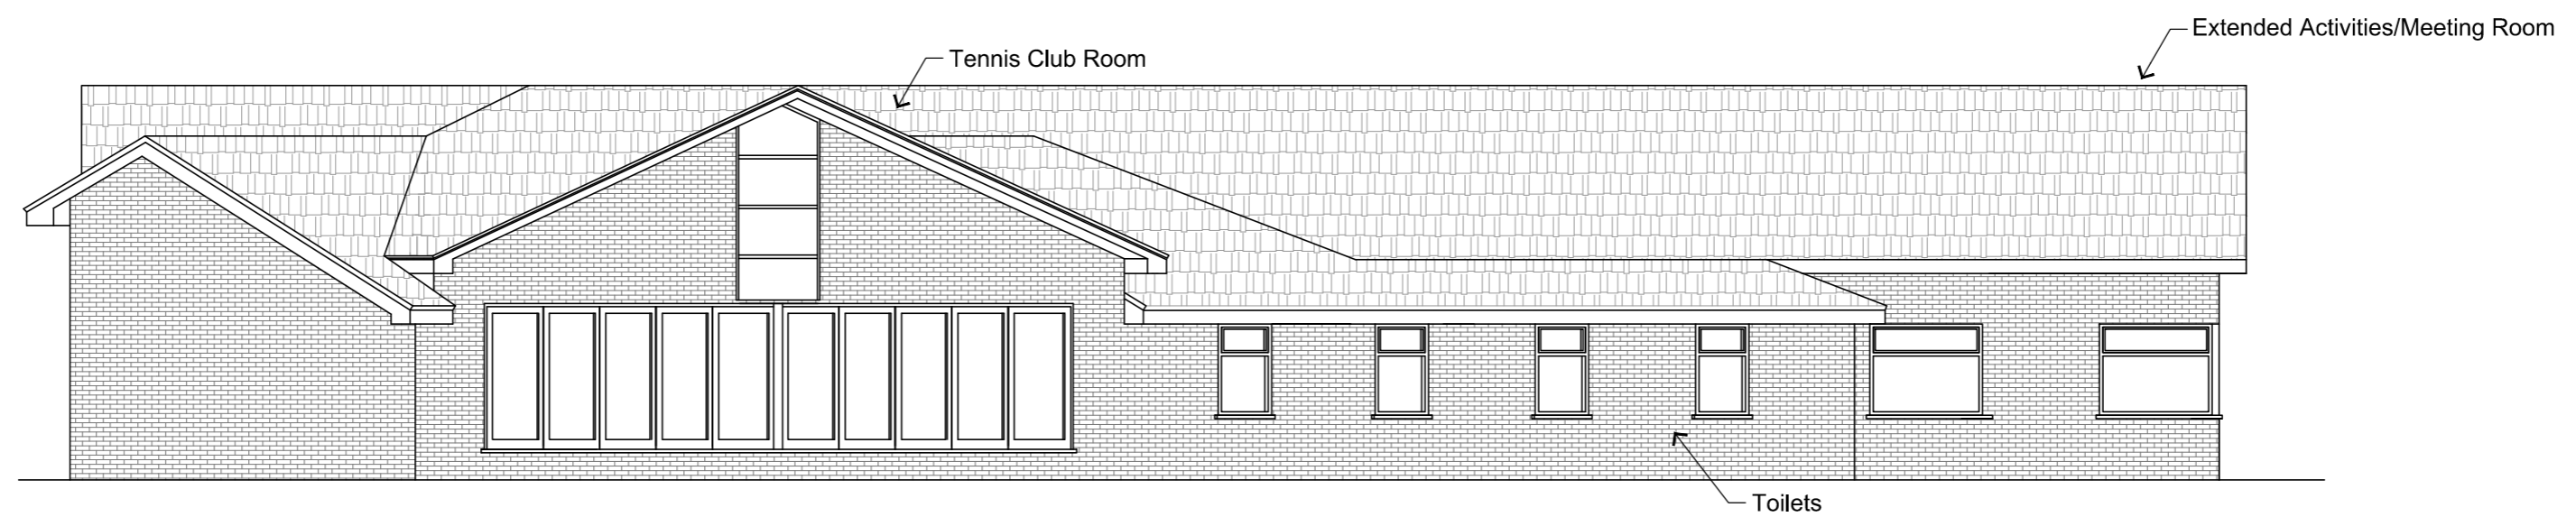 Extended Activities/Meeting Room
Tennis Club Room
Toilets